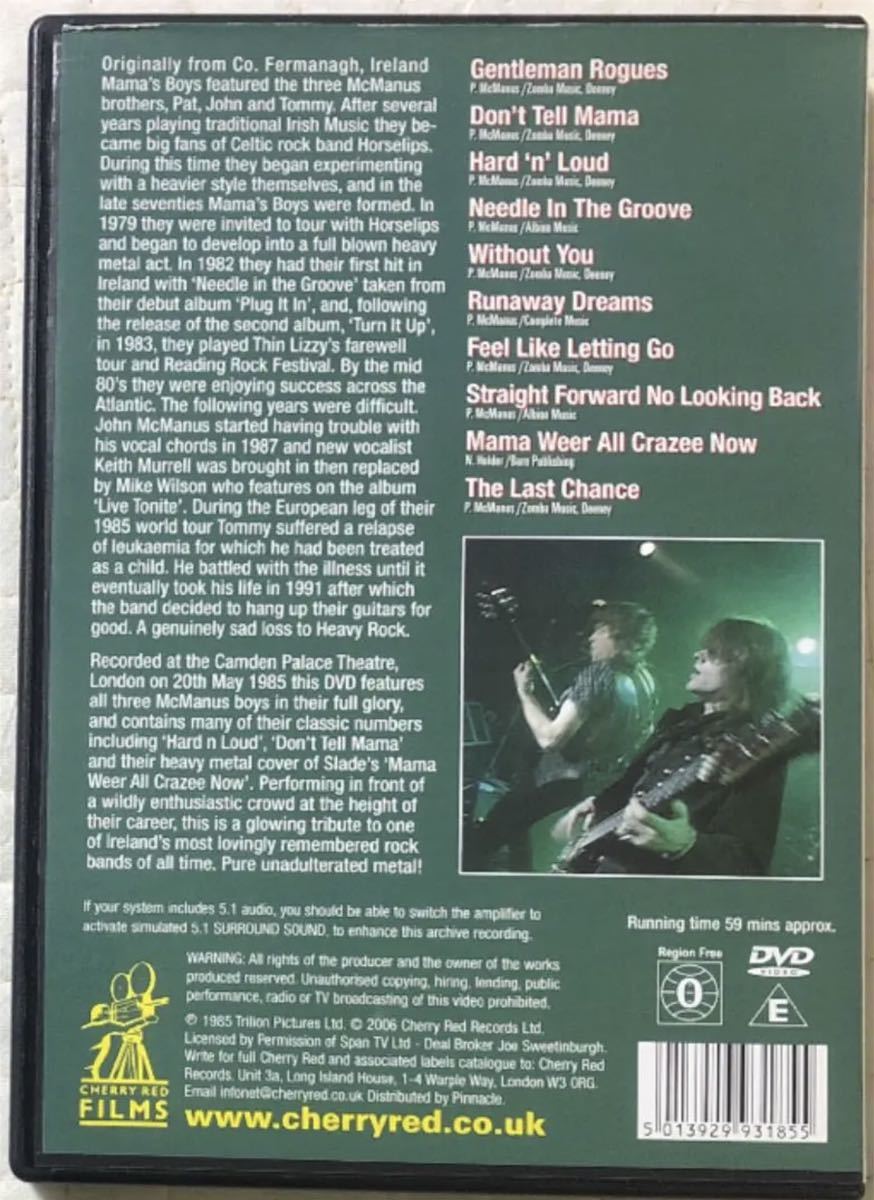 Originally from Co. Fermanagh, Ireland
Mama's Boys featured the three McManus
brothers, Pat, John and Tommy. After several
years playing traditional Irish Music they be-
came big fans of Celtic rock band Horselips.
During this time they began experimenting
with a heavier style themselves, and in the
late seventies Mama's Boys were formed. In
1979 they were invited to tour with Horselips
and began to develop into a full blown heavy
metal act. In 1982 they had their first hit in
Ireland with 'Needle in the Groove' taken from
their debut album 'Plug It In', and, following
the release of the second album, 'Turn It Up',
in 1983, they played Thin Lizzy's farewell
tour and Reading Rock Festival. By the mid
80's they were enjoying success across the
Atlantic. The following years were difficult.
John McManus started having trouble with
his vocal chords in 1987 and new vocalist
Keith Murrell was brought in then replaced
by Mike Wilson who features on the album
'Live Tonite'. During the European leg of their
1985 world tour Tommy suffered a relapse
of leukaemia for which he had been treated
as a child. He battled with the illness until it
eventually took his life in 1991 after which
the band decided to hang up their guitars for
good. A genuinely sad loss to Heavy Rock.
Recorded at the Camden Palace Theatre,
London on 20th May 1985 this DVD features
all three McManus boys in their full glory,
and contains many of their classic numbers
including 'Hard n Loud', 'Don't Tell Mama'
and their heavy metal cover of Slade's 'Mama
Weer All Crazee Now'. Performing in front of
a wildly enthusiastic crowd at the height of
their career, this is a glowing tribute to one
of Ireland's most lovingly remembered rock
bands of all time. Pure unadulterated metal!
Gentleman Rogues
P. McManus /Zomba Music, Deeney
Don't Tell Mama
P. McManus /Zomba Music, Deeney
Hard 'n' Loud
P. McManus /Zomba Music, Deeney
Needle In The Groove
P. McManus /Albion Music
Without You
P. McManus /Zomba Music, Deeney
Runaway Dreams
P. McManus /Complete Music
Feel Like Letting Go
P. McManus /Zomba Music, Deeney
Straight Forward No Looking Back
P. McManus /Albion Music
Mama Weer All Crazee Now
N. Holder /Barn Publishing
The Last Chance
P. McManus /Zomba Music, Deeney
If your system includes 5.1 audio, you should be able to switch the amplifier to
activate simulated 5.1 SURROUND SOUND, to enhance this archive recording.
Running time 59 mins approx.
WARNING: All rights of the producer and the owner of the works
produced reserved. Unauthorised copying, hiring, lending, public
performance, radio or TV broadcasting of this video prohibited.
℗ 1985 Trilion Pictures Ltd. © 2006 Cherry Red Records Ltd.
Licensed by Permission of Span TV Ltd - Deal Broker Joe Sweetinburgh.
Write for full Cherry Red and associated labels catalogue to: Cherry Red
Records. Unit 3a, Long Island House, 1-4 Warple Way, London W3 0RG.
Email infonet@cherryred.co.uk Distributed by Pinnacle.
www.cherryred.co.uk
CHERRY RED
FILMS
Region Free
0
DVD
VIDEO
E
5 013929 931855